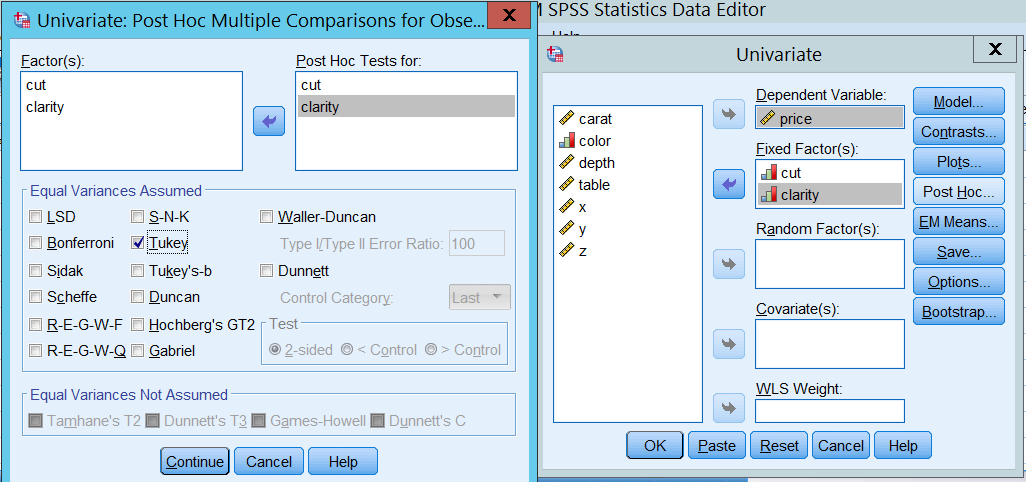 Univariate: Post Hoc Multiple Comparisons for Obse...
X
Factor(s):
cut
clarity
Post Hoc Tests for:
cut
clarity
Equal Variances Assumed
LSD
S-N-K
Waller-Duncan
Bonferroni
Tukey
Type I/Type II Error Ratio:
100
Sidak
Tukey's-b
Dunnett
Scheffe
Duncan
Control Category:
Last
R-E-G-W-F
Hochberg's GT2
Test
R-E-G-W-Q
Gabriel
2-sided
< Control
> Control
Equal Variances Not Assumed
Tamhane's T2
Dunnett's T3
Games-Howell
Dunnett's C
Continue
Cancel
Help
SPSS Statistics Data Editor
Univariate
X
carat
color
depth
table
x
y
z
Dependent Variable:
price
Fixed Factor(s):
cut
clarity
Random Factor(s):
Covariate(s):
WLS Weight:
Model...
Contrasts...
Plots...
Post Hoc...
EM Means...
Save...
Options...
Bootstrap...
OK
Paste
Reset
Cancel
Help